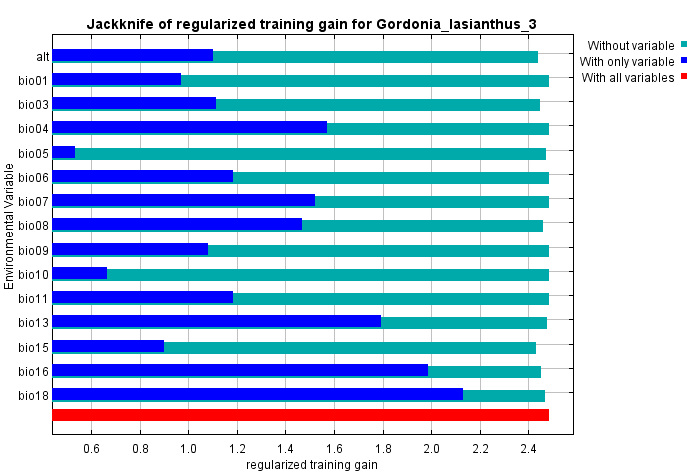 Jackknife of regularized training gain for Gordonia_lasianthus_3
Without variable
With only variable
With all variables
Environmental Variable
alt
bio01
bio03
bio04
bio05
bio06
bio07
bio08
bio09
bio10
bio11
bio13
bio15
bio16
bio18
0.6 0.8 1.0 1.2 1.4 1.6 1.8 2.0 2.2 2.4
regularized training gain